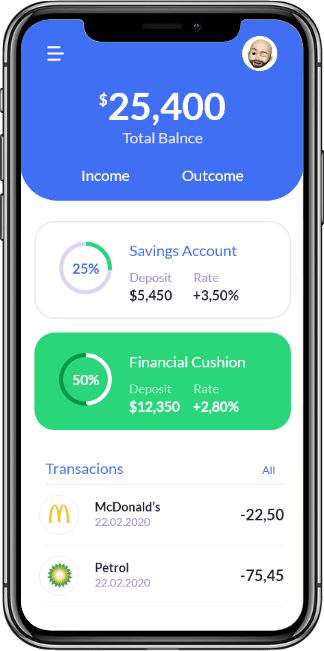 $25,400
Total Balnce
Income Outcome
Savings Account
25%
Deposit Rate
$5,450 +3,50%
Financial Cushion
50%
Deposit Rate
$12,350 +2,80%
Transacions All
McDonald's
22.02.2020
-22,50
Petrol
22.02.2020
-75,45